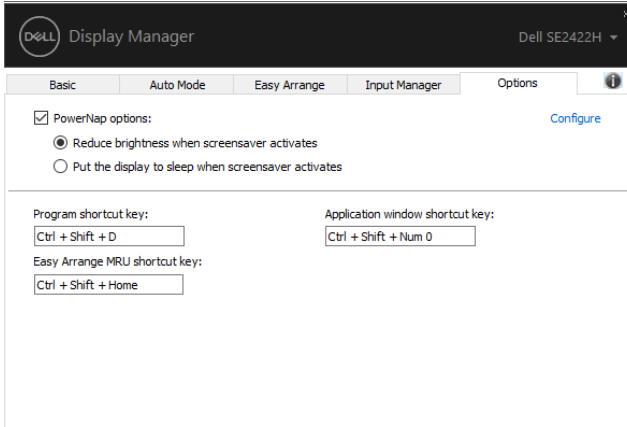 DELL Display Manager Dell SE2422H
Basic Auto Mode Easy Arrange Input Manager Options
PowerNap options: Configure
Reduce brightness when screensaver activates
Put the display to sleep when screensaver activates
Program shortcut key: Application window shortcut key:
Ctrl + Shift + D Ctrl + Shift + Num 0
Easy Arrange MRU shortcut key:
Ctrl + Shift + Home